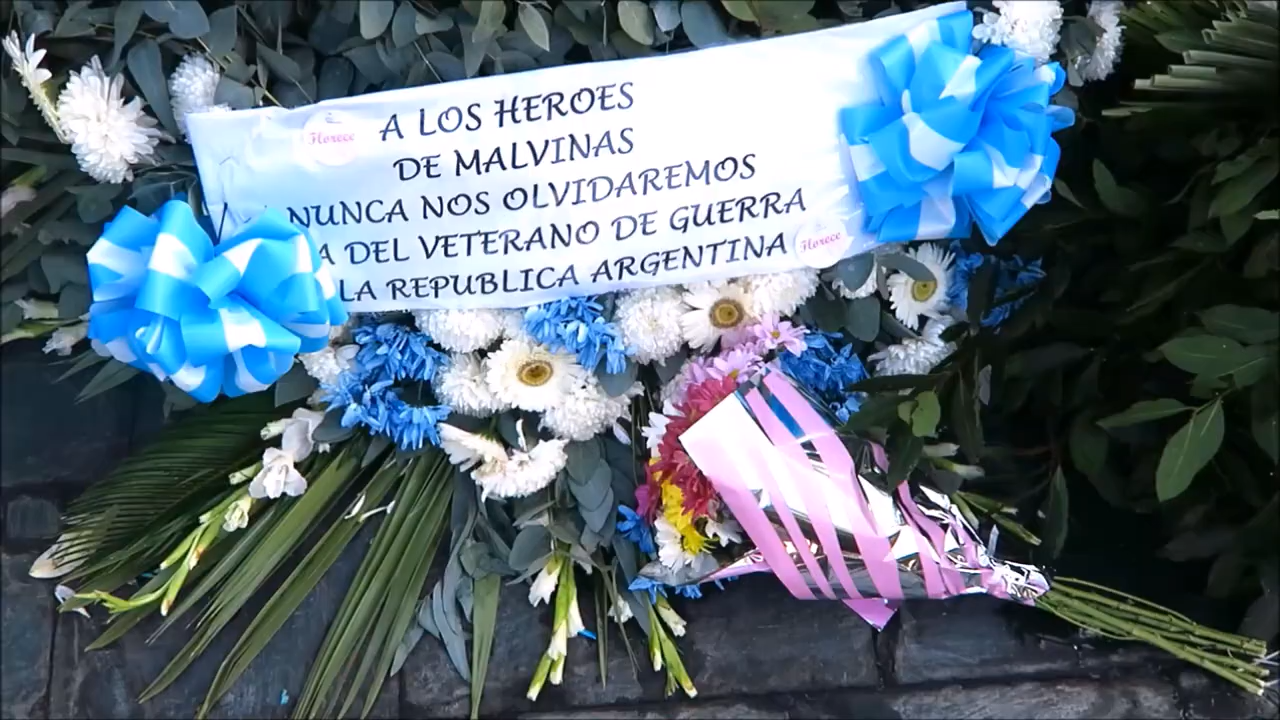 Florece
A LOS HEROES
DE MALVINAS
NUNCA NOS OLVIDAREMOS
A DEL VETERANO DE GUERRA
LA REPUBLICA ARGENTINA
Florece